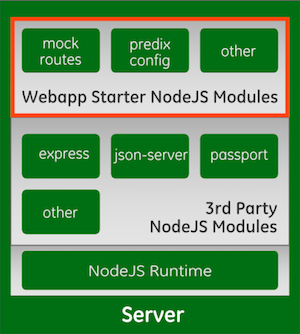 mock
routes
predix
config
other
Webapp Starter NodeJS Modules
express
json-server
passport
other
3rd Party
NodeJS Modules
NodeJS Runtime
Server